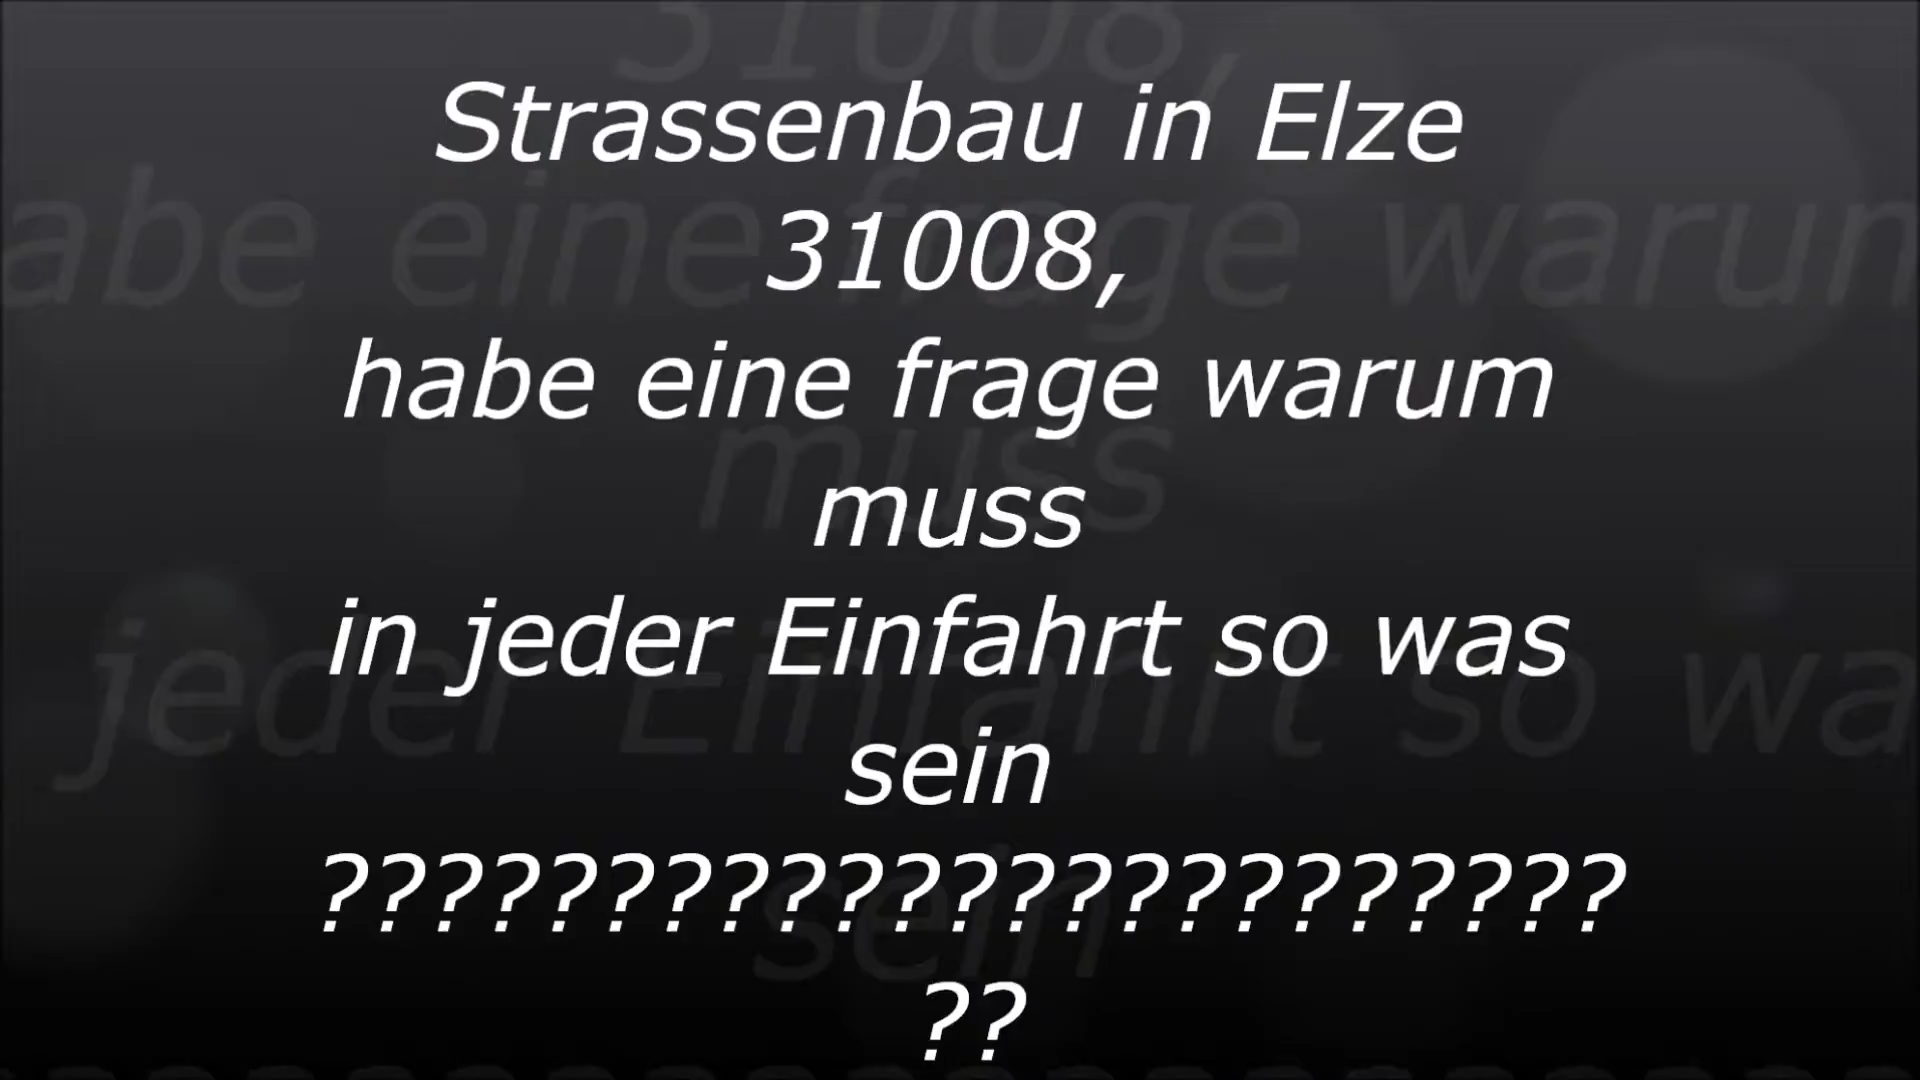 Strassenbau in Elze
31008,
habe eine frage warum
muss
in jeder Einfahrt so was
sein
???????????????????????
??